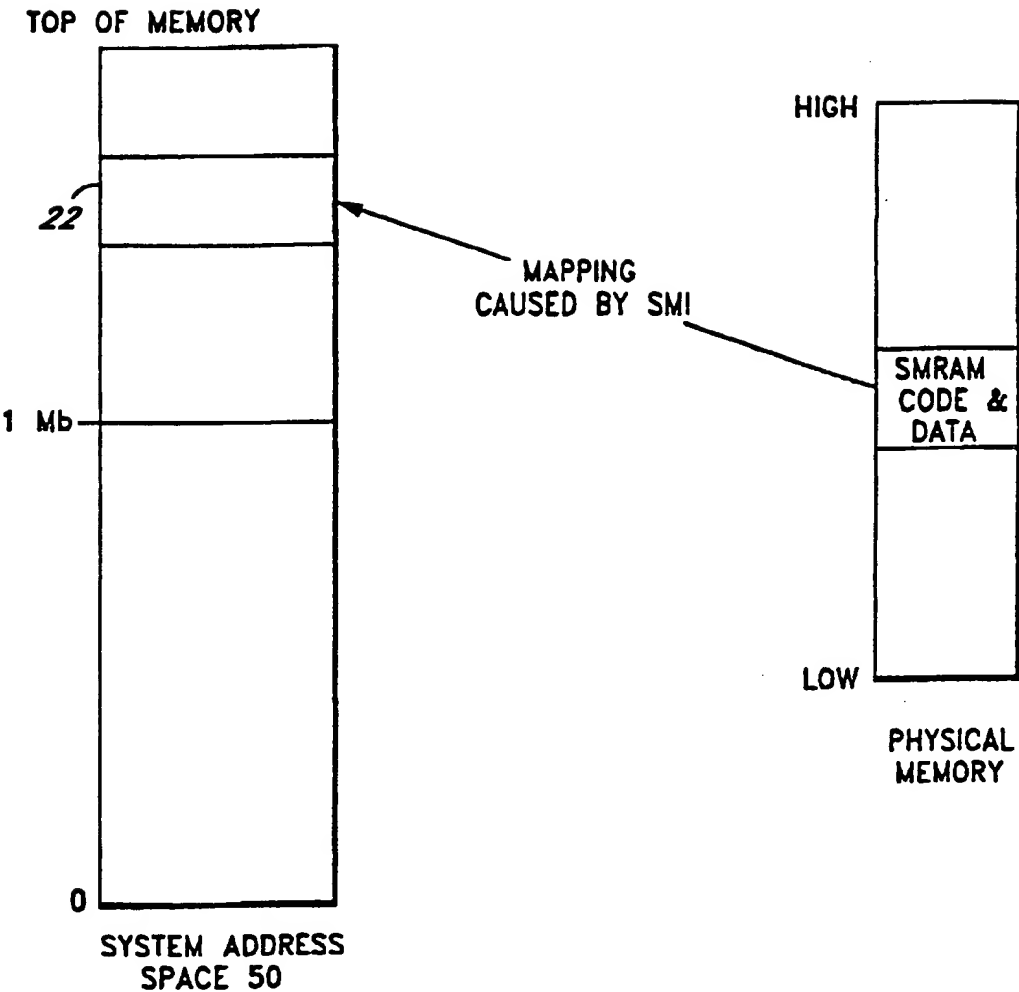 TOP OF MEMORY
HIGH
22
MAPPING
CAUSED BY SMI
SMRAM
CODE &
DATA
1 Mb
LOW
PHYSICAL
MEMORY
0
SYSTEM ADDRESS
SPACE 50